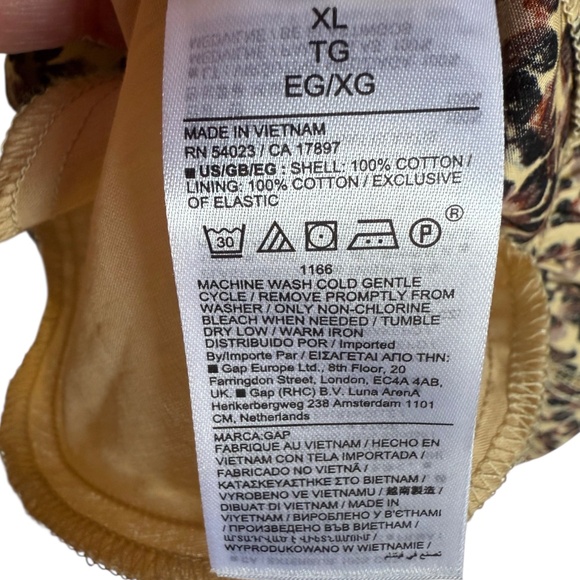 XL
TG
EG/XG
MADE IN VIETNAM
RN 54023 / CA 17897
■ US/GB/EG : SHELL: 100% COTTON /
LINING: 100% COTTON / EXCLUSIVE
OF ELASTIC
30 P ®
1166
MACHINE WASH COLD GENTLE
CYCLE / REMOVE PROMPTLY FROM
WASHER / ONLY NON-CHLORINE
BLEACH WHEN NEEDED / TUMBLE
DRY LOW / WARM IRON
DISTRIBUIDO POR / Imported
By/Importe Par / ΕΙΣΑΓΕΤΑΙ ΑΠΟ ΤΗΝ:
■ Gap Europe Ltd., 8th Floor, 20
Farringdon Street, London, EC4A 4AB,
UK. ■ Gap (RHC) B.V. Luna ArenA
Herikerbergweg 238 Amsterdam 1101
CM, Netherlands
MARCA:GAP
FABRIQUE AU VIETNAM / HECHO EN
VIETNAM CON TELA IMPORTADA /
FABRICADO NO VIETNÃ /
ΚΑΤΑΣΚΕΥΑΣΤΗΚΕ ΣΤΟ ΒΙΕΤΝΑΜ /
VYROBENO VE VIETNAMU / 越南製造 /
DIBUAT DI VIETNAM / MADE IN
VIYETNAM / ВИРОБЛЕНО У В'ЄТНАМІ
/ ПРОИЗВЕДЕНО ВЪВ ВИЕТНАМ /
WYPRODUKOWANO W WIETNAMIE /